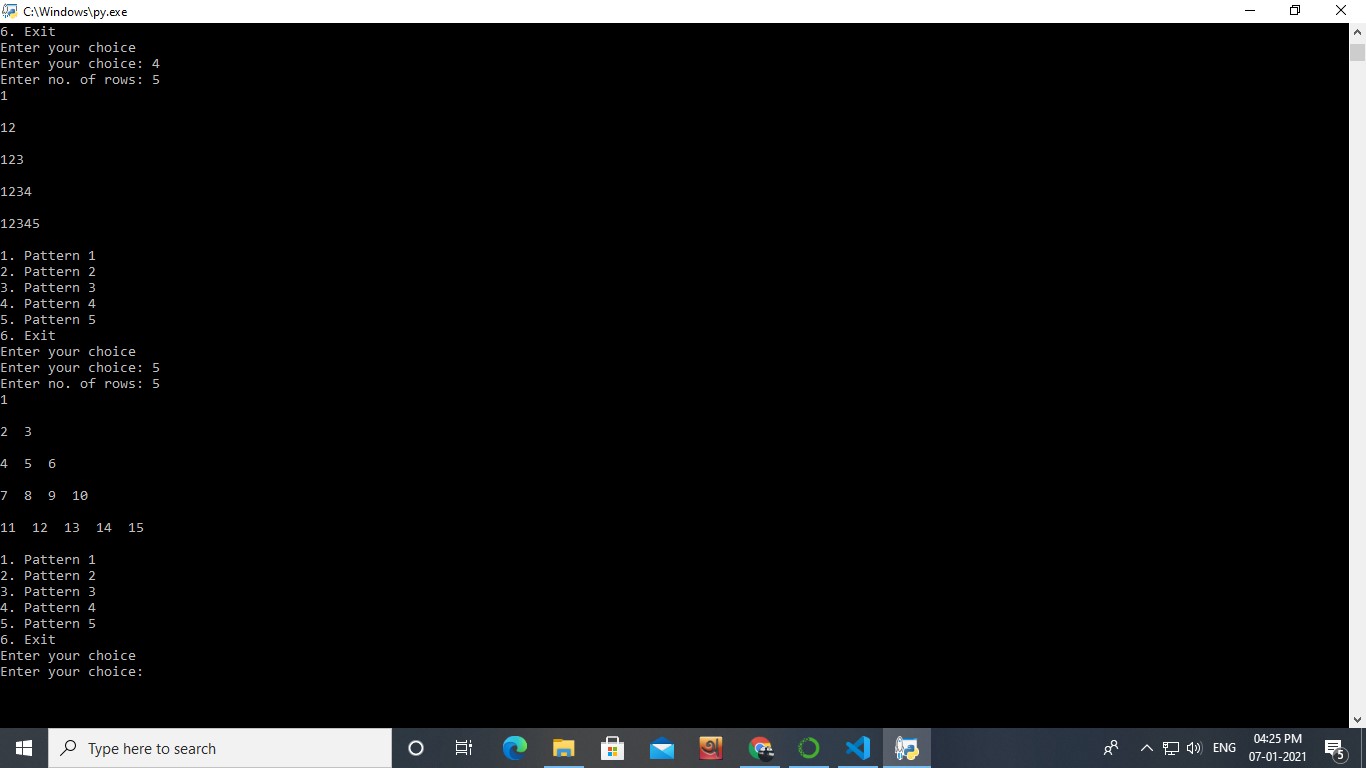 C:\Windows\py.exe
6. Exit
Enter your choice
Enter your choice: 4
Enter no. of rows: 5
1
12
123
1234
12345
1. Pattern 1
2. Pattern 2
3. Pattern 3
4. Pattern 4
5. Pattern 5
6. Exit
Enter your choice
Enter your choice: 5
Enter no. of rows: 5
1
2  3
4  5  6
7  8  9  10
11  12  13  14  15
1. Pattern 1
2. Pattern 2
3. Pattern 3
4. Pattern 4
5. Pattern 5
6. Exit
Enter your choice
Enter your choice:
Type here to search
ENG
04:25 PM
07-01-2021
5